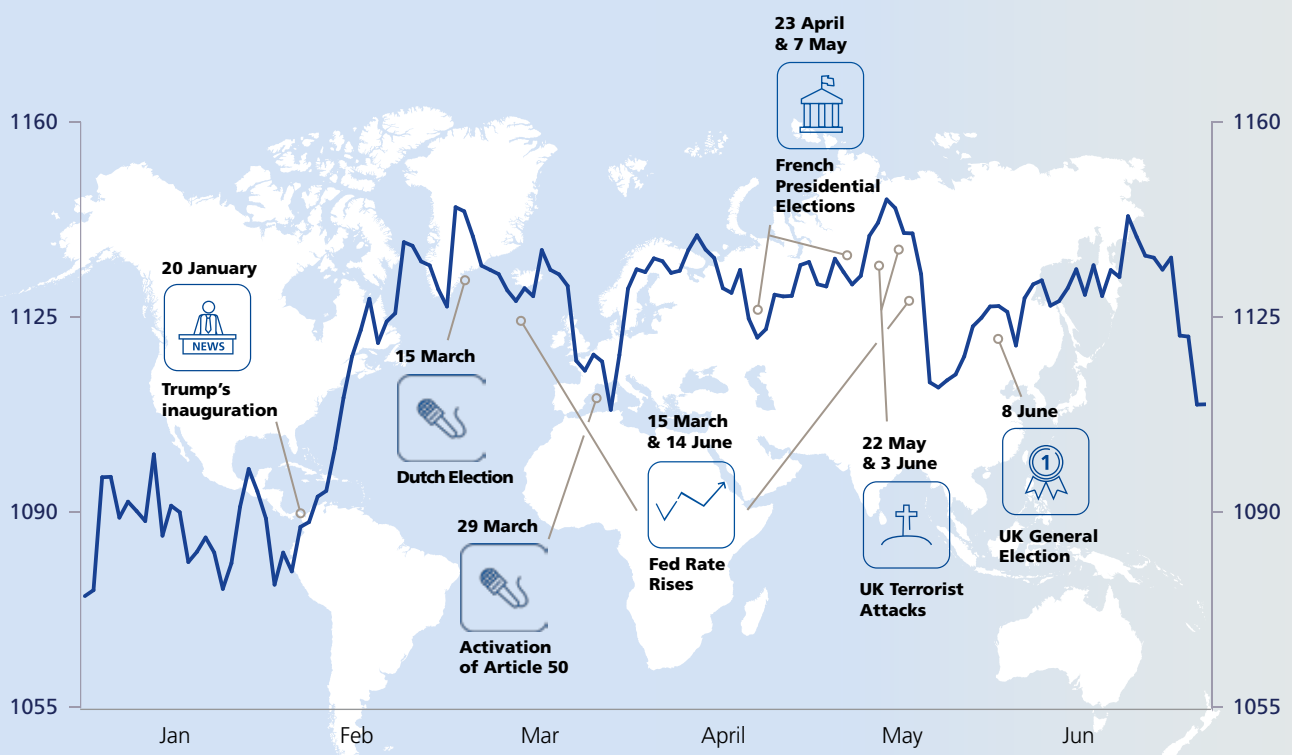 23 April
& 7 May
1160
1160
French
Presidential
Elections
20 January
NEWS
Trump's
inauguration
1125
1125
15 March
Dutch Election
15 March
& 14 June
Fed Rate
Rises
22 May
& 3 June
UK Terrorist
Attacks
8 June
1
UK General
Election
1090
1090
29 March
Activation
of Article 50
1055
1055
Jan
Feb
Mar
April
May
Jun